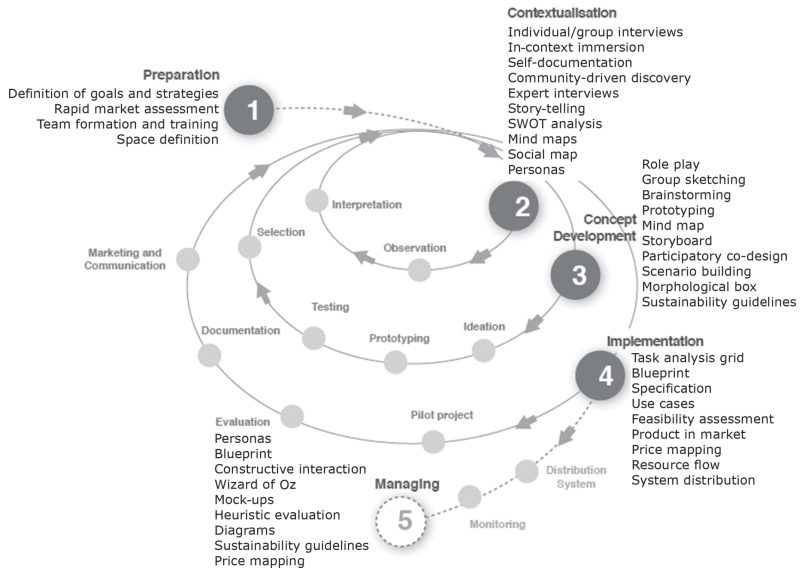 Contextualisation
Individual/group interviews
In-context immersion
Self-documentation
Community-driven discovery
Expert interviews
Story-telling
SWOT analysis
Mind maps
Social map
Personas
2
Preparation
Definition of goals and strategies
Rapid market assessment
Team formation and training
Space definition
1
Role play
Group sketching
Brainstorming
Prototyping
Mind map
Storyboard
Participatory co-design
Scenario building
Morphological box
Sustainability guidelines
Concept
Development
3
Interpretation
Observation
Selection
Testing
Prototyping
Ideation
Marketing and
Communication
Documentation
Implementation
Task analysis grid
Blueprint
Specification
Use cases
Feasibility assessment
Product in market
Price mapping
Resource flow
System distribution
4
Pilot project
Evaluation
Personas
Blueprint
Constructive interaction
Wizard of Oz
Mock-ups
Heuristic evaluation
Diagrams
Sustainability guidelines
Price mapping
Distribution
System
Monitoring
Managing
5